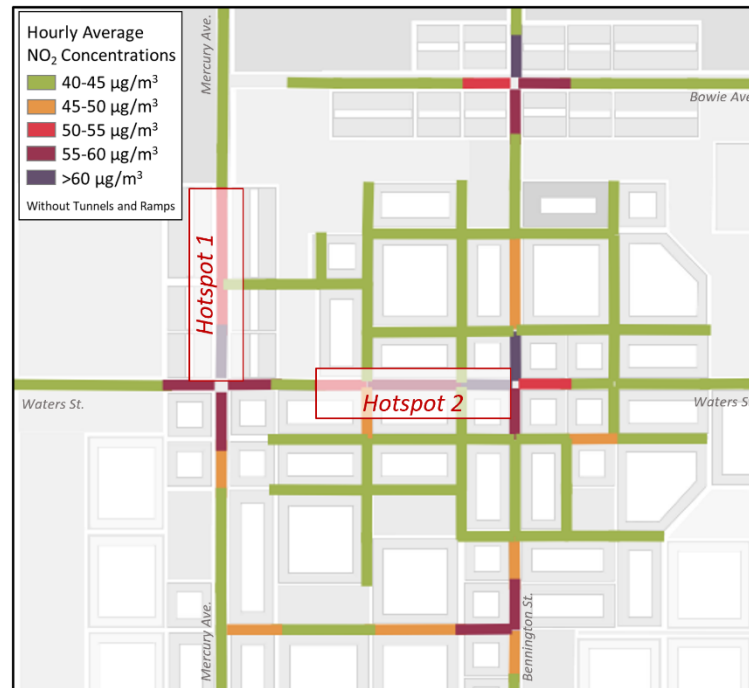 Hourly Average
NO₂ Concentrations
40-45 µg/m³
45-50 µg/m³
50-55 µg/m³
55-60 µg/m³
>60 µg/m³
Without Tunnels and Ramps
Mercury Ave.
Bowie Ave
Hotspot 1
Waters St.
Hotspot 2
Waters S
Mercury Ave.
Bennington St.